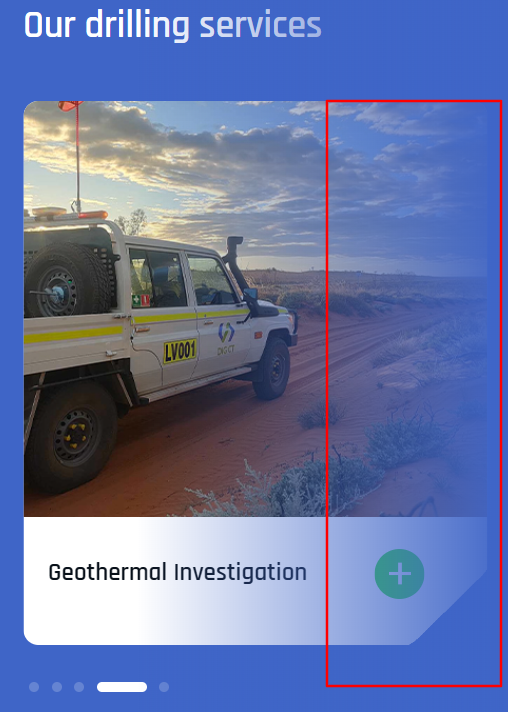 Our drilling services
LV001
Geothermal Investigation